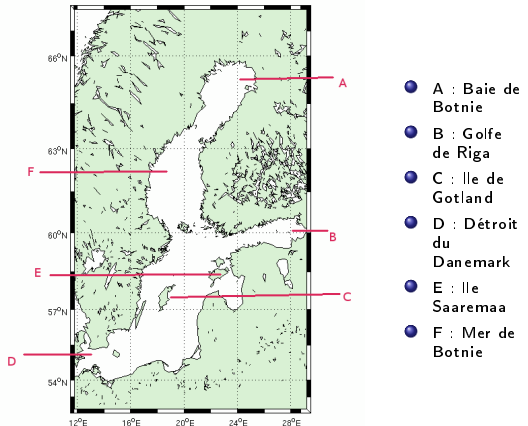 66°N
63°N
60°N
57°N
54°N
12°E
16°E
20°E
24°E
28°E
A
F
B
E
C
D
A : Baie de
Botnie
B : Golfe
de Riga
C : Ile de
Gotland
D : Détroit
du
Danemark
E : Ile
Saaremaa
F : Mer de
Botnie